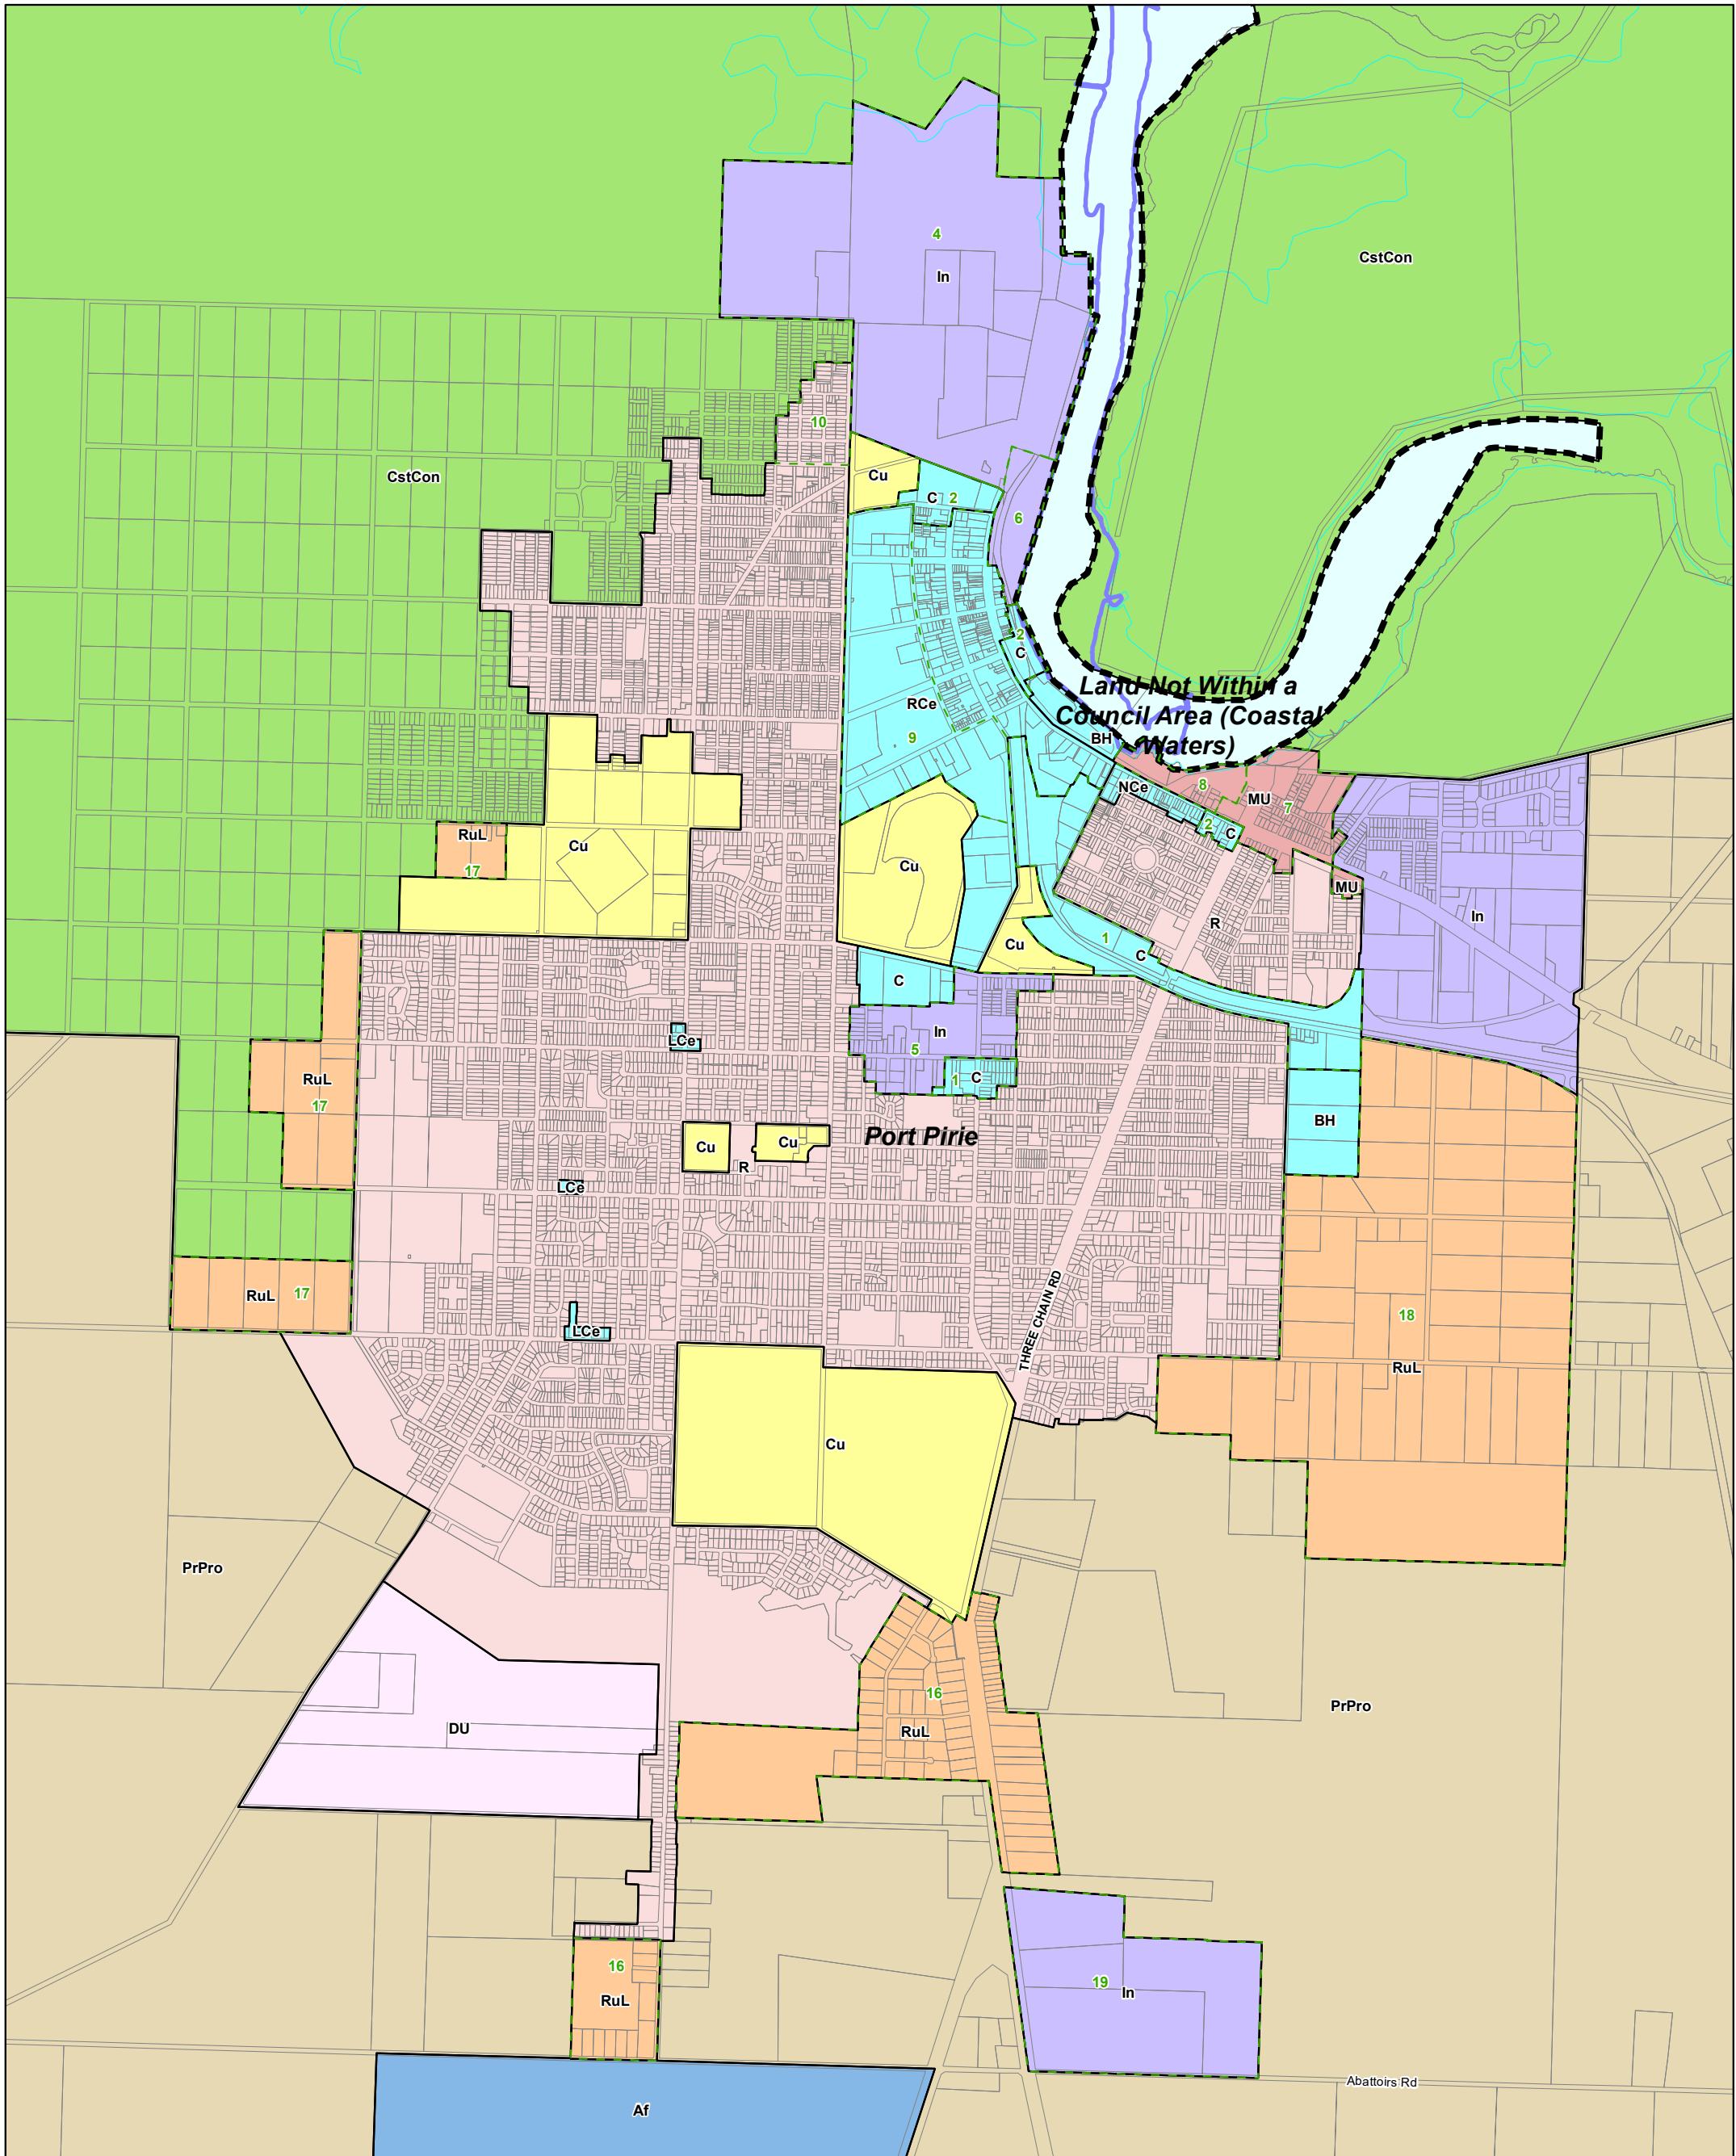 4
In
CstCon
10
Cu
C
2
6
CstCon
2
C
Land Not Within a
Council Area (Coastal
Waters)
RCe
9
BH
NCe
8
MU
7
2
C
RuL
17
Cu
Cu
MU
R
In
1
C
Cu
C
In
5
1
C
LCe
RuL
17
BH
Port Pirie
Cu
Cu
R
LCe
RuL
17
LCe
THREE CHAIN RD
18
RuL
Cu
PrPro
16
RuL
PrPro
DU
16
RuL
19
In
Abattoirs Rd
Af